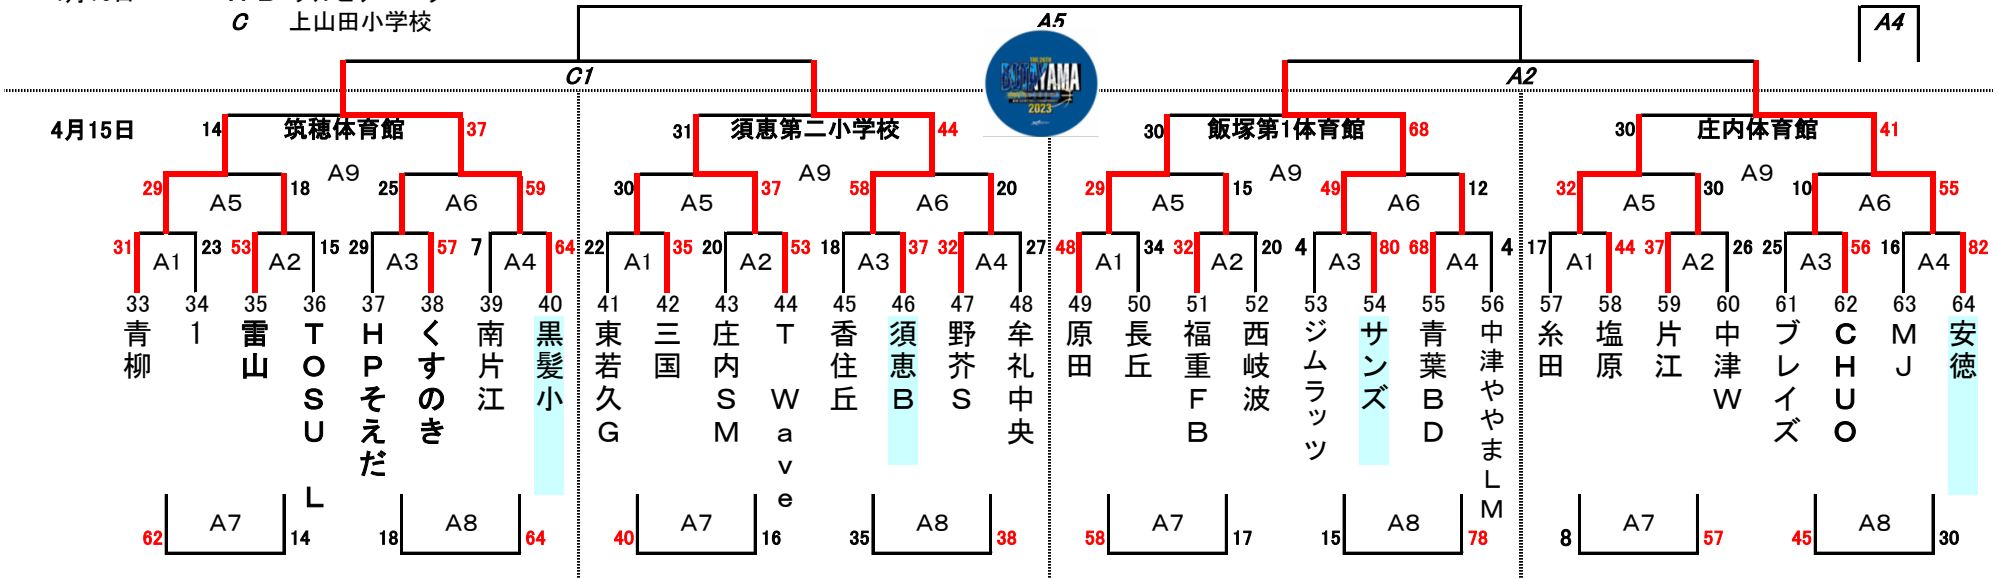 C 上山田小学校
A5
A4
C1
A2
YAMA
2023
4月15日
14 筑穂体育館 37
31 須恵第二小学校 44
30 飯塚第1体育館 68
30 庄内体育館 41
A9 A9 A9 A9
29 18 25 59 30 37 58 20 29 15 49 12 32 30 10 55
A5 A6 A5 A6 A5 A6 A5 A6
31 23 53 15 29 57 7 64 22 35 20 53 18 37 32 27 48 34 32 20 4 80 68 4 17 44 37 26 25 56 16 82
A1 A2 A3 A4 A1 A2 A3 A4 A1 A2 A3 A4 A1 A2 A3 A4
33 34 35 36 37 38 39 40 41 42 43 44 45 46 47 48 49 50 51 52 53 54 55 56 57 58 59 60 61 62 63 64
青柳
1
雷山
TOSU L
HPそえだ
くすのき
南片江
黒髪小
東若久G
三国
庄内SM
T Wave
香住丘
須恵B
野芥S
牟礼中央
原田
長丘
福重FB
西岐波
ジムラッツ
サンズ
青葉BD
中津ややまLM
糸田
塩原
片江
中津W
ブレイズ
CHUO
MJ
安徳
A7 A8 A7 A8 A7 A8 A7 A8
62 14 18 64 40 16 35 38 58 17 15 78 8 57 45 30